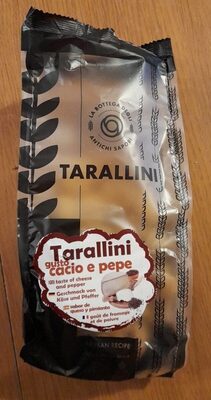 LA BOTTEGA DEGLI
ANTICHI SAPORI
TARALLINI
Tarallini
gusto
cacio e pepe
taste of cheese
and pepper
Geschmack von
Käse und Pfeffer
sabor de
queso y pimienta
goût de fromage
et de poivre
RECIPE